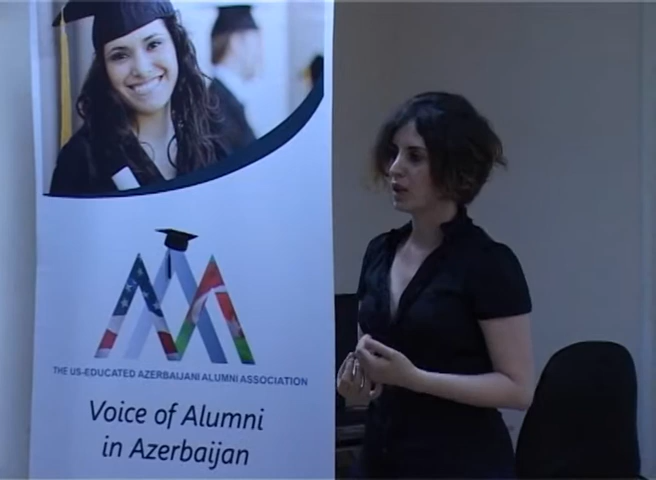 THE US-EDUCATED AZERBAIJANI ALUMNI ASSOCIATION
Voice of Alumni
in Azerbaijan